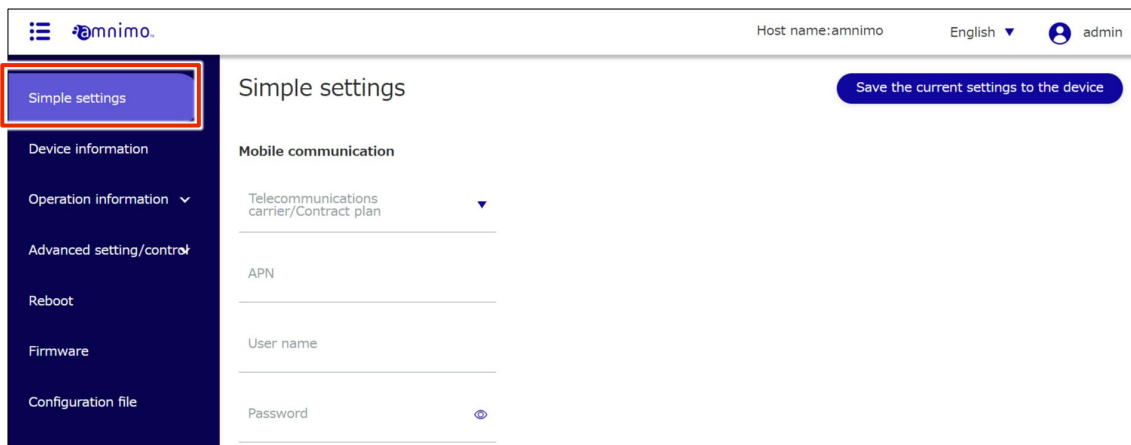 amnimo
Host name:amnimo
English
admin
Simple settings
Device information
Operation information
Advanced setting/control
Reboot
Firmware
Configuration file
Simple settings
Save the current settings to the device
Mobile communication
Telecommunications
carrier/Contract plan
APN
User name
Password